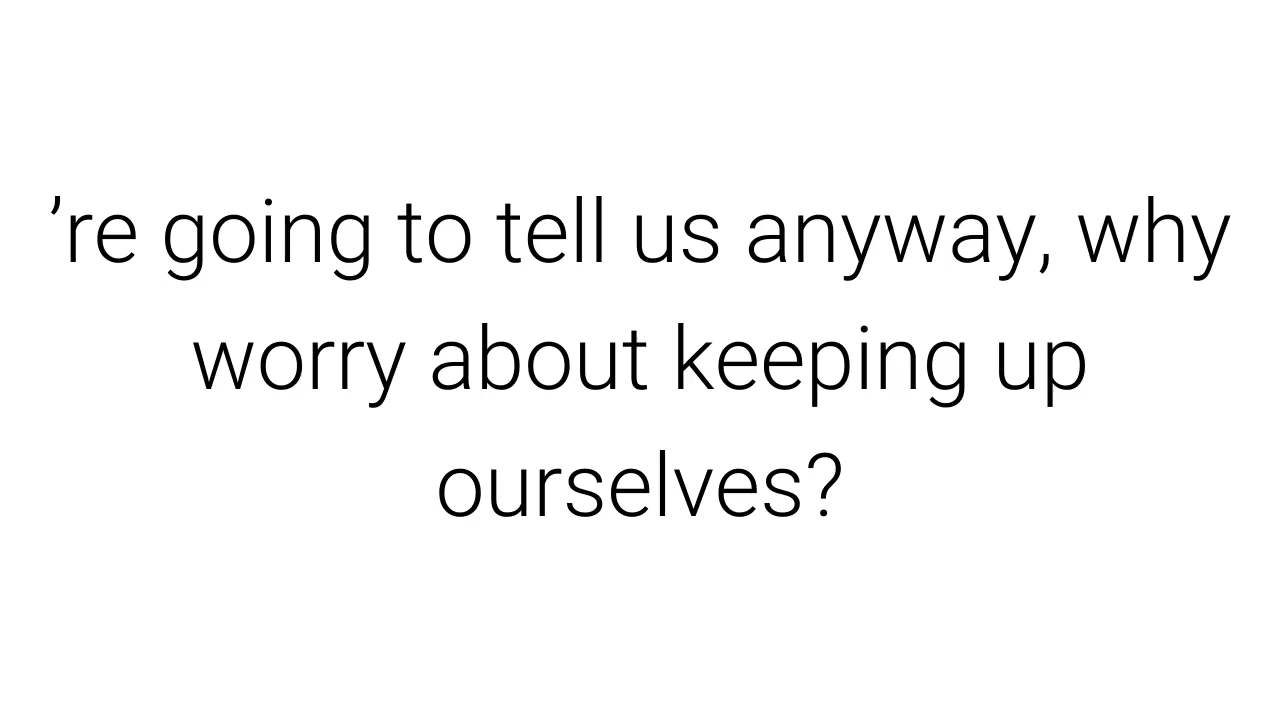 ’re going to tell us anyway, why
worry about keeping up
ourselves?